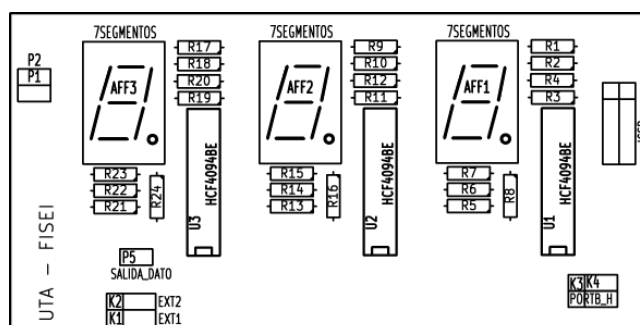 7SEGMENTOS
7SEGMENTOS
7SEGMENTOS
P2
P1
AFF3
R17
R18
R20
R19
AFF2
R9
R10
R12
R11
AFF1
R1
R2
R4
R3
R23
R22
R21
R24
HCF4094BE
U3
R15
R14
R13
R16
HCF4094BE
U2
R7
R6
R5
R8
HCF4094BE
U1
UTA - FISEI
P5
SALIDA_DATO
K2 EXT2
K1 EXT1
K3 K4
PORTB_H